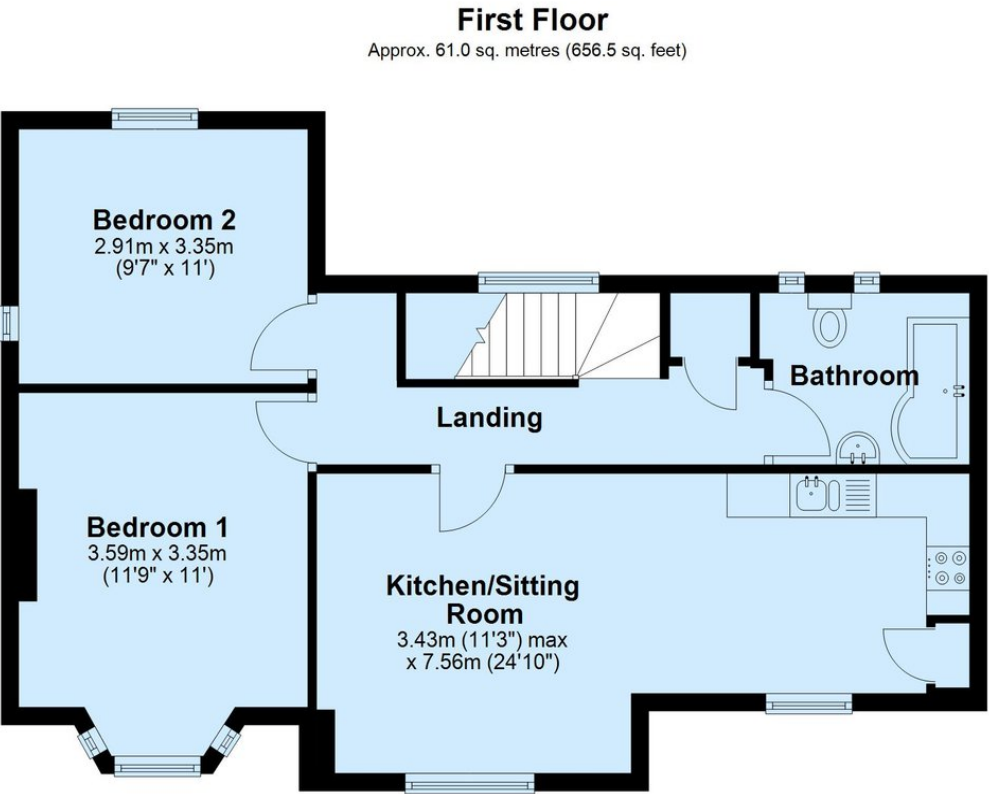 First Floor
Approx. 61.0 sq. metres (656.5 sq. feet)
Bedroom 2
2.91m x 3.35m
(9'7" x 11')
Bathroom
Landing
Bedroom 1
3.59m x 3.35m
(11'9" x 11')
Kitchen/Sitting
Room
3.43m (11'3") max
x 7.56m (24'10")